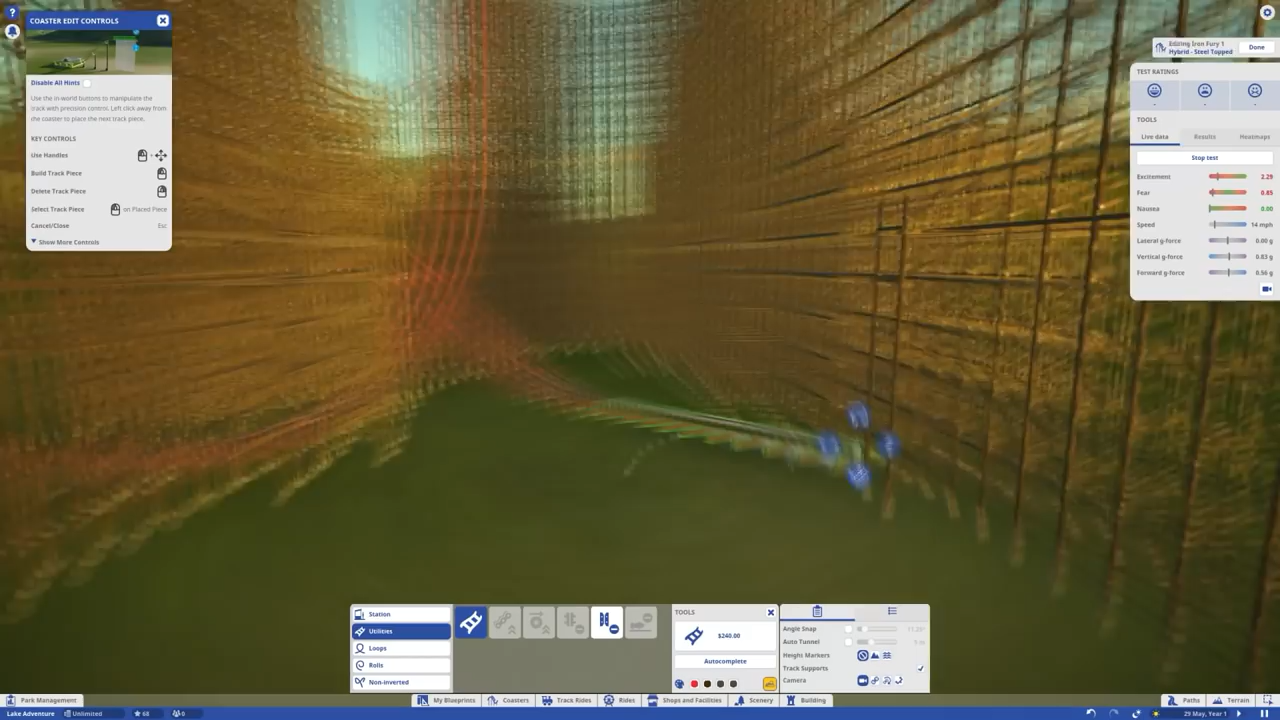 ?
COASTER EDIT CONTROLS
Disable All Hints
Use the in-world buttons to manipulate the
track with precision control. Left click away from
the coaster to place the next track piece.
KEY CONTROLS
Use Handles
Build Track Piece
Delete Track Piece
Select Track Piece on Placed Piece
Cancel/Close Esc
Show More Controls
Editing Iron Fury 1
Hybrid - Steel Topped
Done
TEST RATINGS
- - -
TOOLS
Live data Results Heatmaps
Stop test
Excitement 2.29
Fear 0.85
Nausea 0.00
Speed 14 mph
Lateral g-force 0.00 g
Vertical g-force 0.83 g
Forward g-force 0.56 g
Station
Utilities
Loops
Rolls
Non-inverted
TOOLS
$240.00
Autocomplete
Angle Snap
Auto Tunnel
Height Markers
Track Supports
Camera
Park Management My Blueprints Coasters Track Rides Rides Shops and Facilities Scenery Building Paths Terrain
Lake Adventure Unlimited 68 0 29 May, Year 1